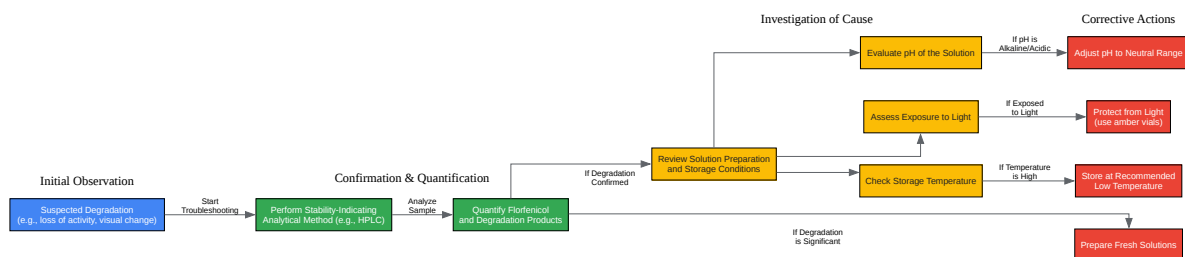 Investigation of Cause
Corrective Actions
Evaluate pH of the Solution
If pH is
Alkaline/Acidic
Adjust pH to Neutral Range
Assess Exposure to Light
If Exposed
to Light
Protect from Light
(use amber vials)
Initial Observation
Confirmation & Quantification
If Degradation
Confirmed
Review Solution Preparation
and Storage Conditions
Check Storage Temperature
If Temperature
is High
Store at Recommended
Low Temperature
Suspected Degradation
(e.g., loss of activity, visual change)
Start
Troubleshooting
Perform Stability-Indicating
Analytical Method (e.g., HPLC)
Analyze
Sample
Quantify Florfenicol
and Degradation Products
If Degradation
is Significant
Prepare Fresh Solutions